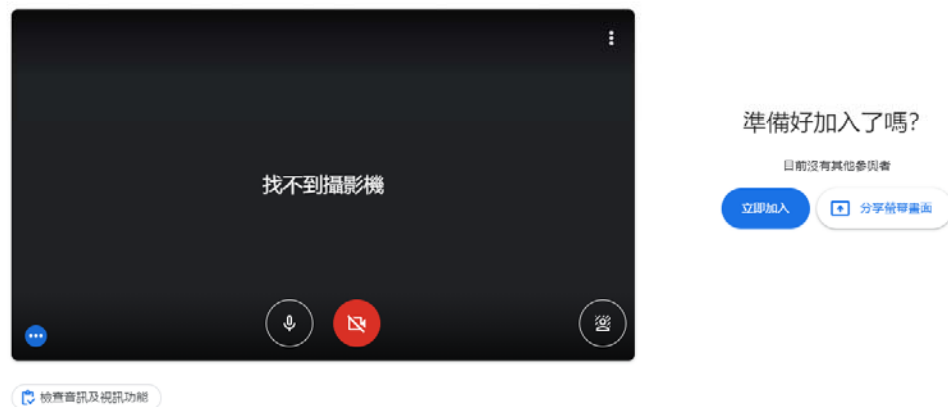 找不到攝影機
準備好加入了嗎?
目前沒有其他參與者
立即加入
分享螢幕畫面
檢查音訊及視訊功能